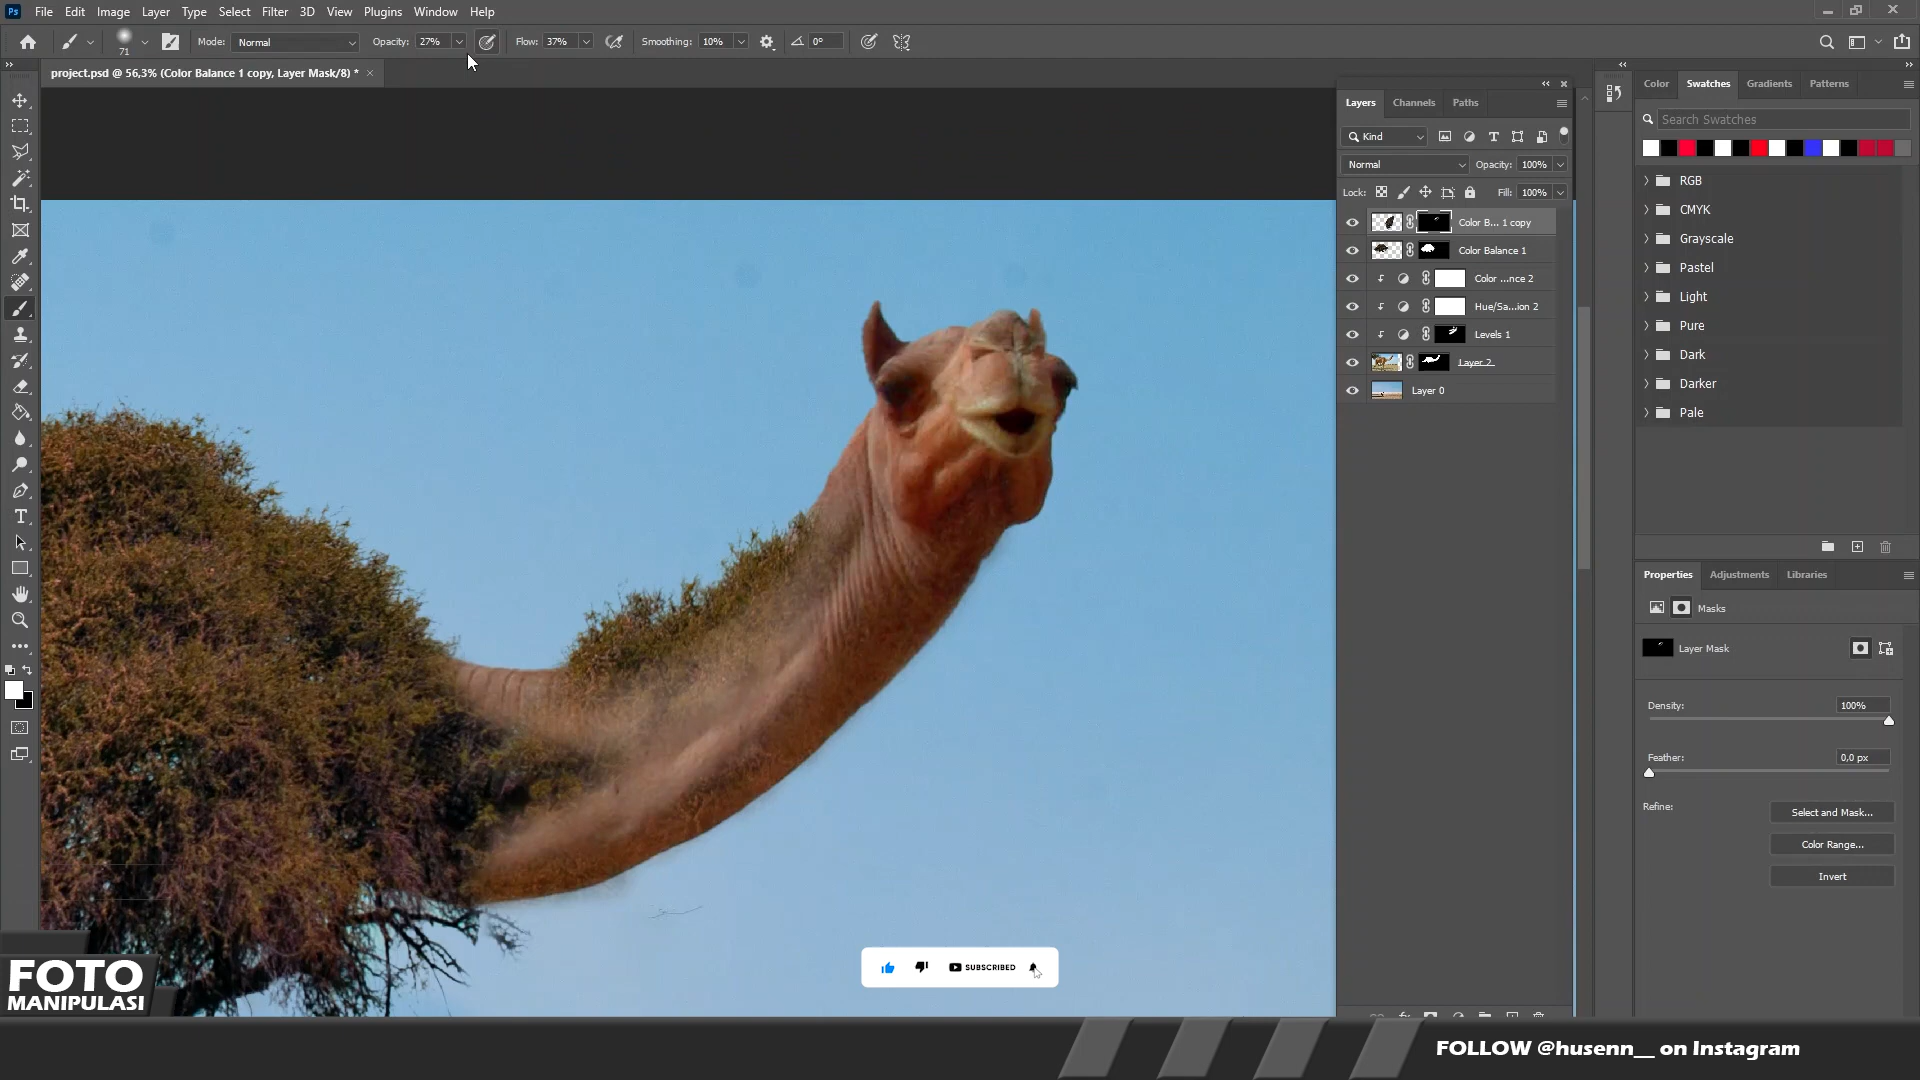 Ps File Edit Image Layer Type Select Filter 3D View Plugins Window Help
71 Mode: Normal Opacity: 27% Flow: 37% Smoothing: 10% 0°
project.psd @ 56,3% (Color Balance 1 copy, Layer Mask/8) *
Layers Channels Paths
Kind
Normal Opacity: 100%
Lock: Fill: 100%
Color B... 1 copy
Color Balance 1
Color ...nce 2
Hue/Sa...ion 2
Levels 1
Layer 2
Layer 0
Color Swatches Gradients Patterns
Search Swatches
RGB
CMYK
Grayscale
Pastel
Light
Pure
Dark
Darker
Pale
Properties Adjustments Libraries
Masks
Layer Mask
Density: 100%
Feather: 0,0 px
Refine: Select and Mask...
Color Range...
Invert
SUBSCRIBED
FOTO
MANIPULASI
FOLLOW @husenn__ on Instagram